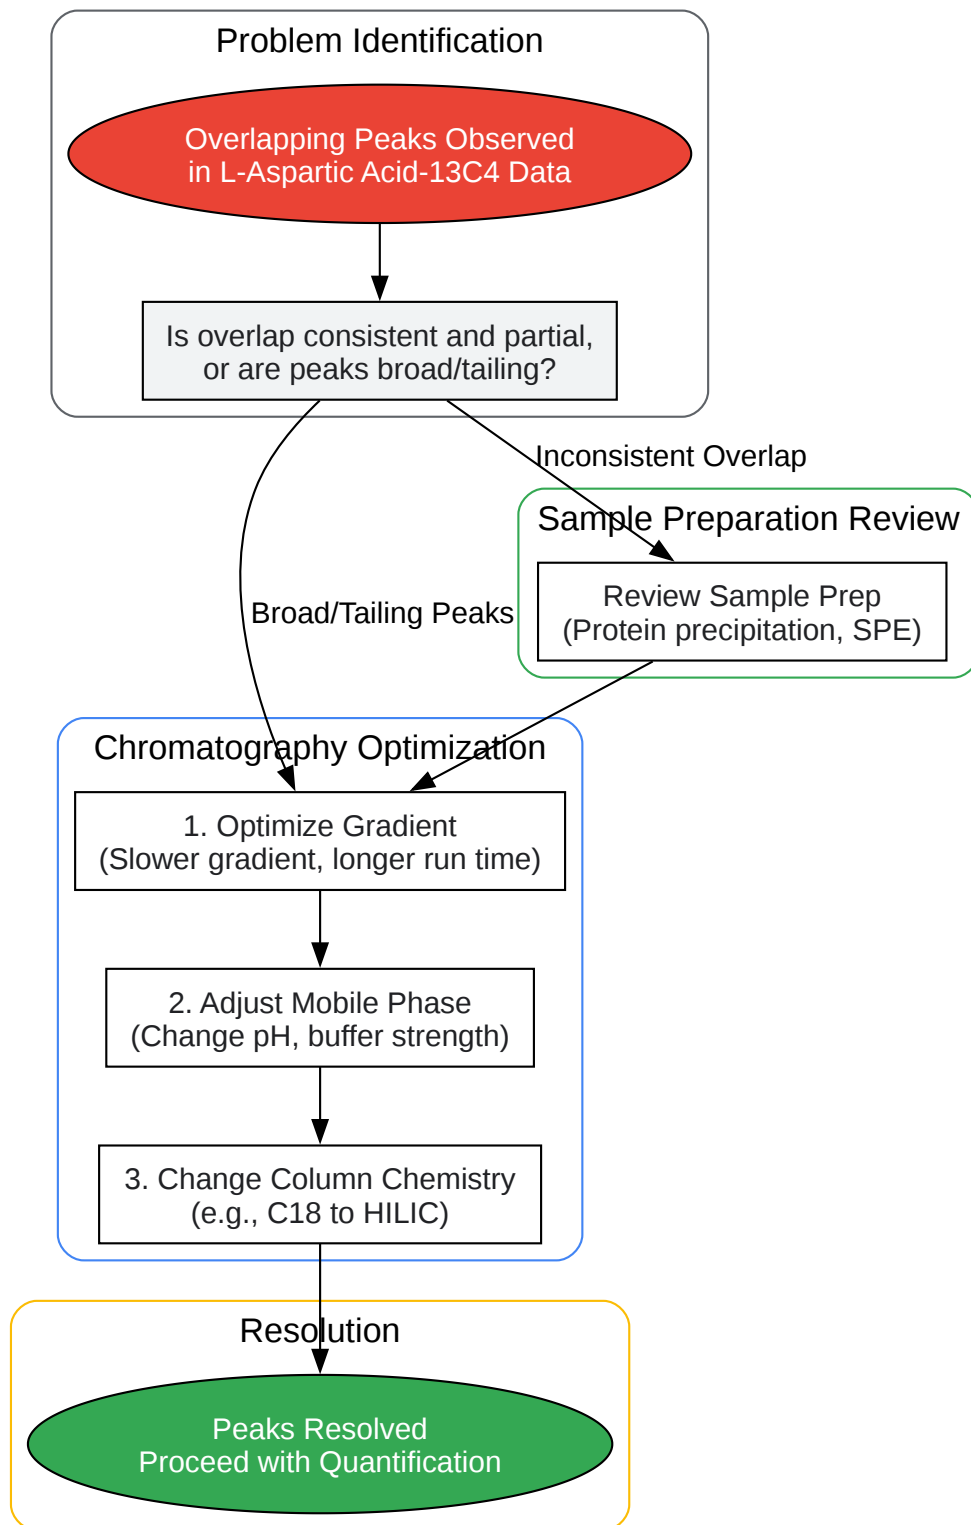 Problem Identification
Overlapping Peaks Observed
in L-Aspartic Acid-13C4 Data
Is overlap consistent and partial,
or are peaks broad/tailing?
Inconsistent Overlap
Sample Preparation Review
Review Sample Prep
(Protein precipitation, SPE)
Broad/Tailing Peaks
Chromatography Optimization
1. Optimize Gradient
(Slower gradient, longer run time)
2. Adjust Mobile Phase
(Change pH, buffer strength)
3. Change Column Chemistry
(e.g., C18 to HILIC)
Resolution
Peaks Resolved
Proceed with Quantification